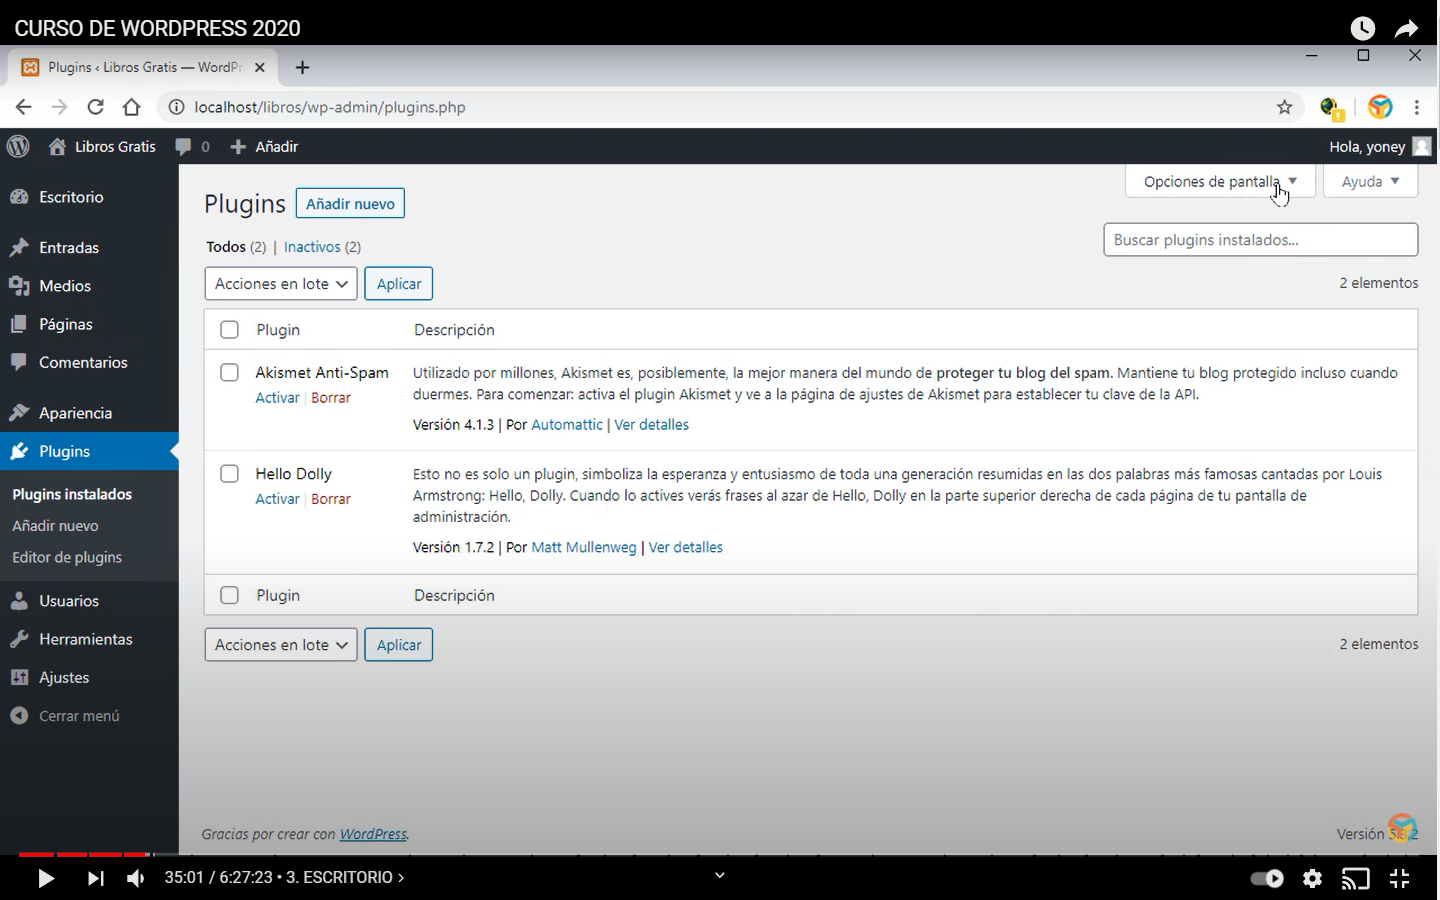 CURSO DE WORDPRESS 2020
Plugins ‹ Libros Gratis — WordPr
localhost/libros/wp-admin/plugins.php
Libros Gratis
0
Añadir
Hola, yoney
Escritorio
Entradas
Medios
Páginas
Comentarios
Apariencia
Plugins
Plugins instalados
Añadir nuevo
Editor de plugins
Usuarios
Herramientas
Ajustes
Cerrar menú
Opciones de pantalla
Ayuda
Plugins
Añadir nuevo
Todos (2) | Inactivos (2)
Buscar plugins instalados...
Acciones en lote
Aplicar
2 elementos
Plugin
Descripción
Akismet Anti-Spam
Activar | Borrar
Utilizado por millones, Akismet es, posiblemente, la mejor manera del mundo de proteger tu blog del spam. Mantiene tu blog protegido incluso cuando
duermes. Para comenzar: activa el plugin Akismet y ve a la página de ajustes de Akismet para establecer tu clave de la API.
Versión 4.1.3 | Por Automattic | Ver detalles
Hello Dolly
Activar | Borrar
Esto no es solo un plugin, simboliza la esperanza y entusiasmo de toda una generación resumidas en las dos palabras más famosas cantadas por Louis
Armstrong: Hello, Dolly. Cuando lo actives verás frases al azar de Hello, Dolly en la parte superior derecha de cada página de tu pantalla de
administración.
Versión 1.7.2 | Por Matt Mullenweg | Ver detalles
Plugin
Descripción
Acciones en lote
Aplicar
2 elementos
Gracias por crear con WordPress.
Versión
35:01 / 6:27:23 • 3. ESCRITORIO ›